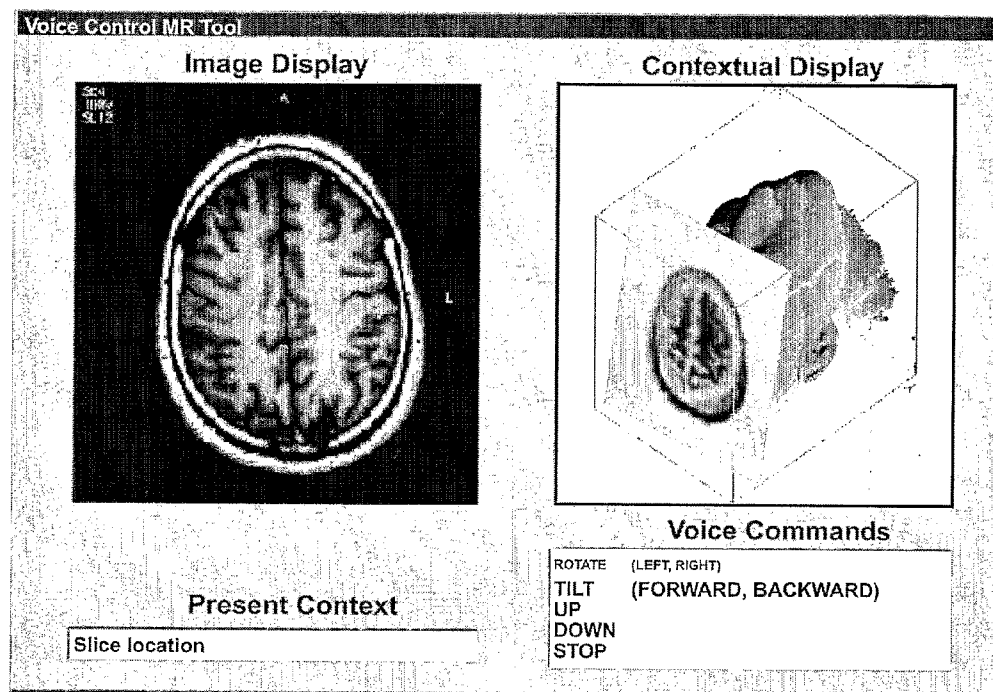 Voice Control MR Tool
Image Display
Contextual Display
A
L
Voice Commands
ROTATE (LEFT, RIGHT)
TILT (FORWARD, BACKWARD)
UP
DOWN
STOP
Present Context
Slice location